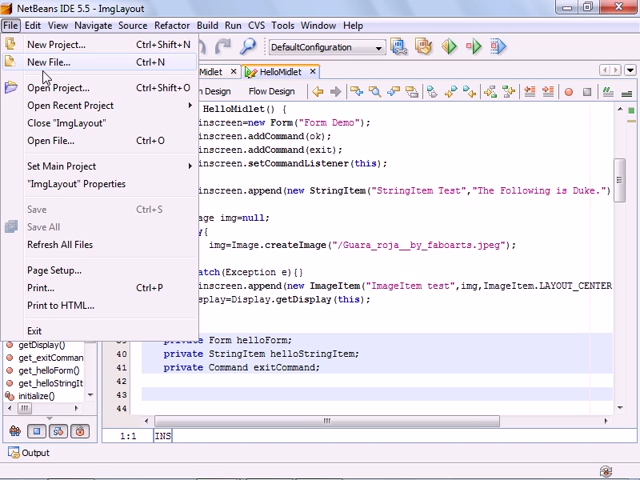 NetBeans IDE 5.5 - ImgLayout
File Edit View Navigate Source Refactor Build Run CVS Tools Window Help
New Project... Ctrl+Shift+N
DefaultConfiguration
New File... Ctrl+N
Midlet HelloMidlet
Open Project... Ctrl+Shift+O
Design Flow Design
Open Recent Project
HelloMidlet() {
Close "ImgLayout"
inscreen=new Form("Form Demo");
inscreen.addCommand(ok);
Open File... Ctrl+O
inscreen.addCommand(exit);
inscreen.setCommandListener(this);
Set Main Project
"ImgLayout" Properties
inscreen.append(new StringItem("StringItem Test","The Following is Duke.")
Save Ctrl+S
age img=null;
Save All
y{
Refresh All Files
img=Image.createImage("/Guara_roja__by_faboarts.jpeg");
Page Setup...
atch(Exception e){}
Print... Ctrl+P
inscreen.append(new ImageItem("ImageItem test",img,ImageItem.LAYOUT_CENTER
Print to HTML...
play=Display.getDisplay(this);
Exit
39 private Form helloForm;
getDisplay()
40 private StringItem helloStringItem;
get_exitCommand
41 private Command exitCommand;
get_helloForm()
42
get_helloStringIt
43
initialize()
44
1:1 INS
Output